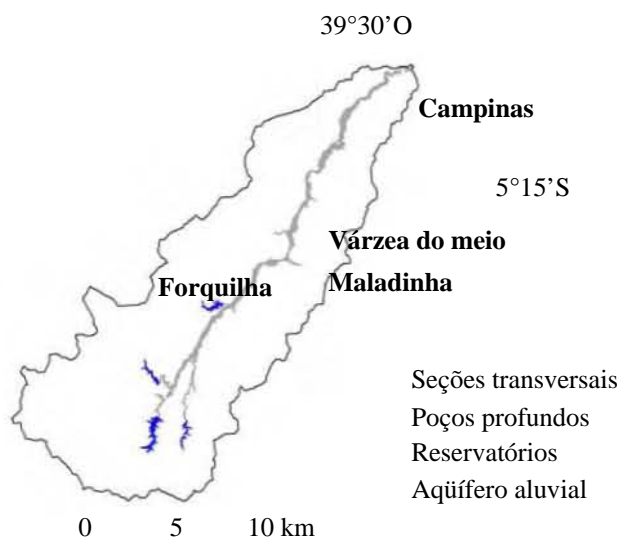 39°30’O
Campinas
5°15’S
Várzea do meio
Forquilha
Maladinha
Seções transversais
Poços profundos
Reservatórios
Aqüífero aluvial
0 5 10 km